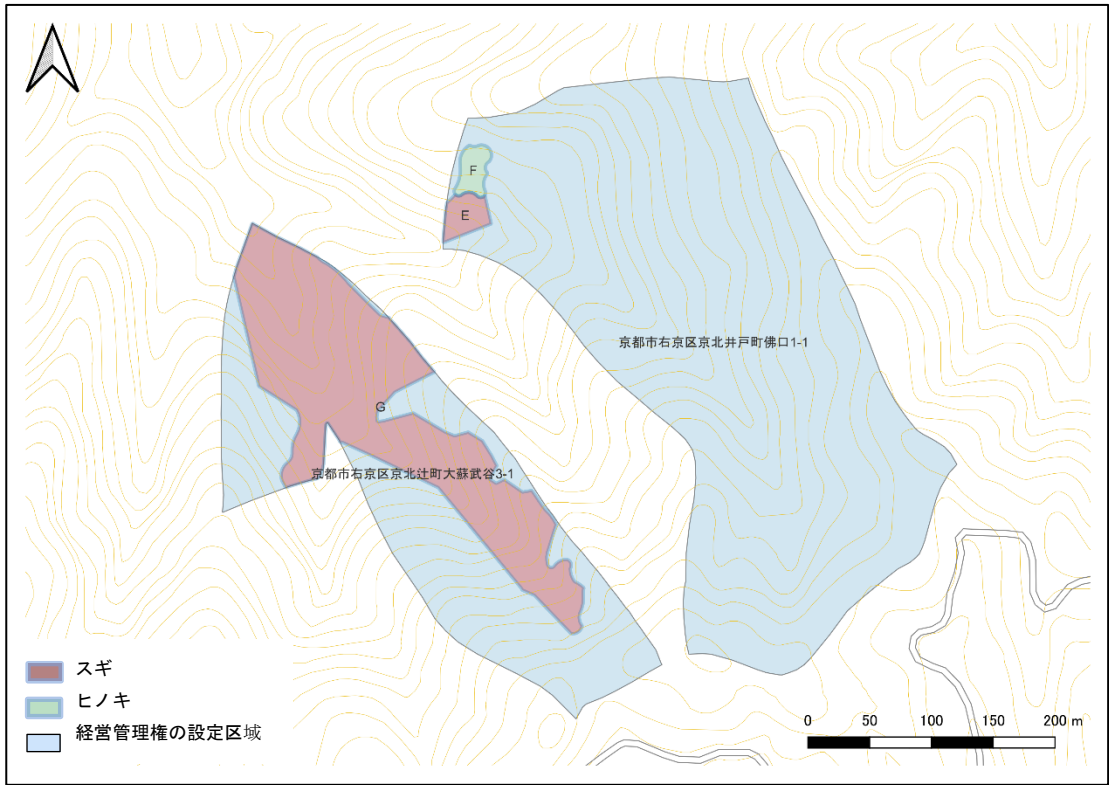 F
E
京都市右京区京北井戸町佛口1-1
G
京都市右京区京北辻町大蘇武谷3-1
スギ
ヒノキ
経営管理権の設定区域
0 50 100 150 200 m